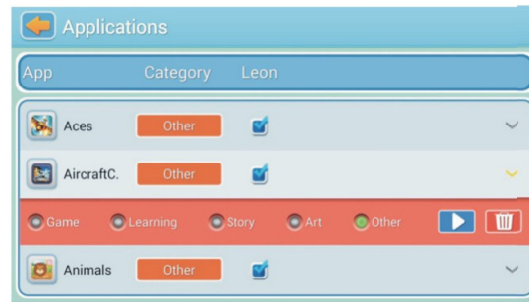 Applications
App Category Leon
Aces Other
AircraftC. Other
Game Learning Story Art Other
Animals Other